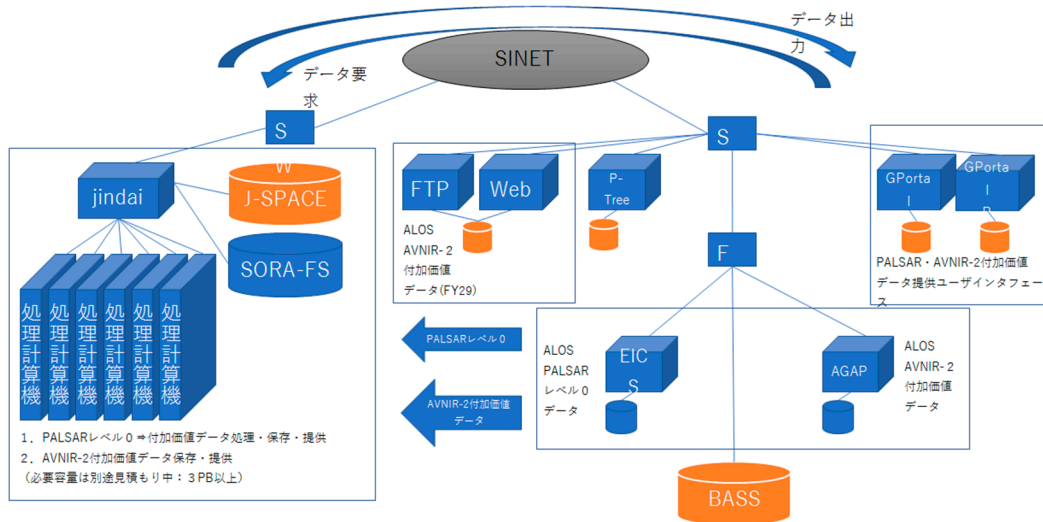 データ出
力
SINET
データ要
求
S
W
S
jindai
J-SPACE
SORA-FS
処理計算機
処理計算機
処理計算機
処理計算機
処理計算機
処理計算機
1．PALSARレベル０⇒付加価値データ処理・保存・提供
2．AVNIR-2付加価値データ保存・提供
（必要容量は別途見積もり中：３PB以上）
FTP
Web
ALOS
AVNIR-2
付加価値
データ(FY29)
P-
Tree
GPorta
l
GPorta
PALSAR・AVNIR-2付加価値
データ提供ユーザインタフェー
ス
F
PALSARレベル０
AVNIR-2付加価値
データ
ALOS
PALSAR
レベル０
データ
EIC
S
AGAP
ALOS
AVNIR-2
付加価値
データ
BASS